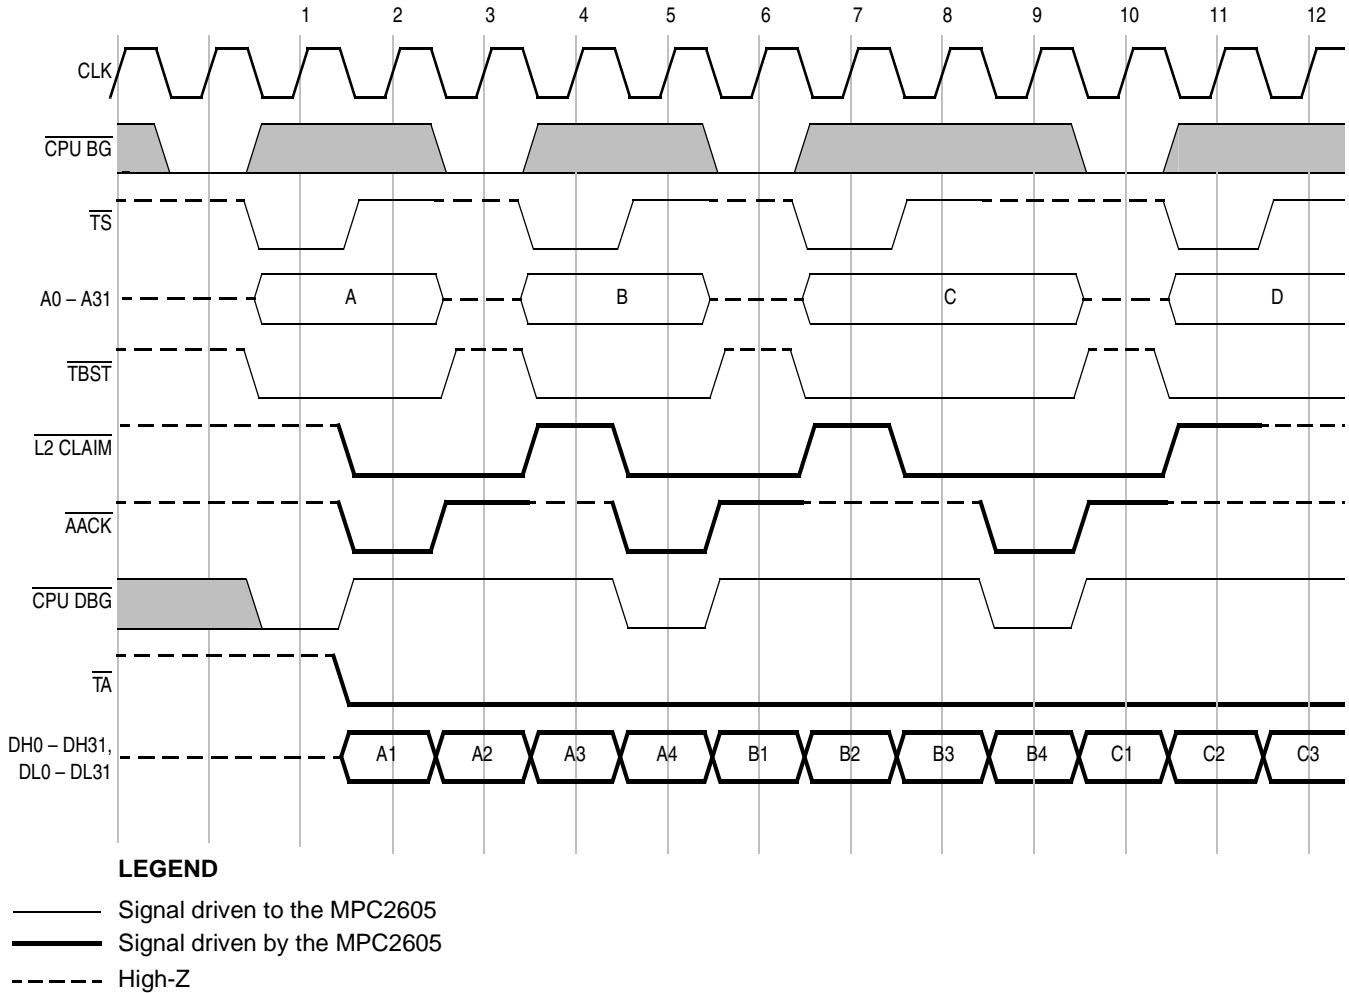 1 2 3 4 5 6 7 8 9 10 11 12
CLK
CPU BG
TS
A0 – A31 A B C D
TBST
L2 CLAIM
AACK
CPU DBG
TA
DH0 – DH31,
DL0 – DL31
A1 A2 A3 A4 B1 B2 B3 B4 C1 C2 C3
LEGEND
Signal driven to the MPC2605
Signal driven by the MPC2605
High-Z